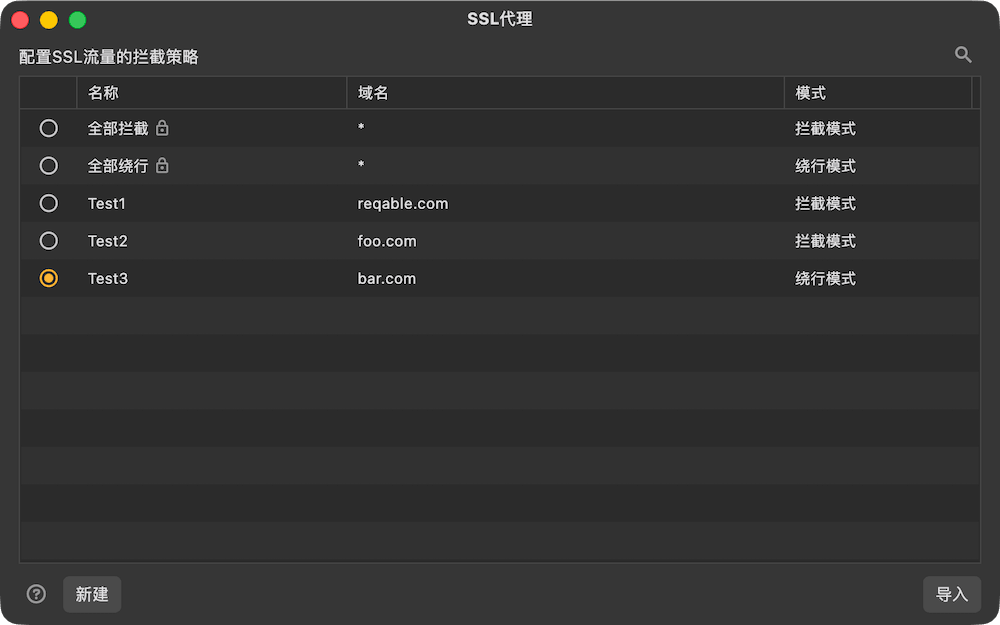 SSL代理
配置SSL流量的拦截策略
名称 域名 模式
全部拦截 * 拦截模式
全部绕行 * 绕行模式
Test1 reqable.com 拦截模式
Test2 foo.com 拦截模式
Test3 bar.com 绕行模式
? 新建 导入